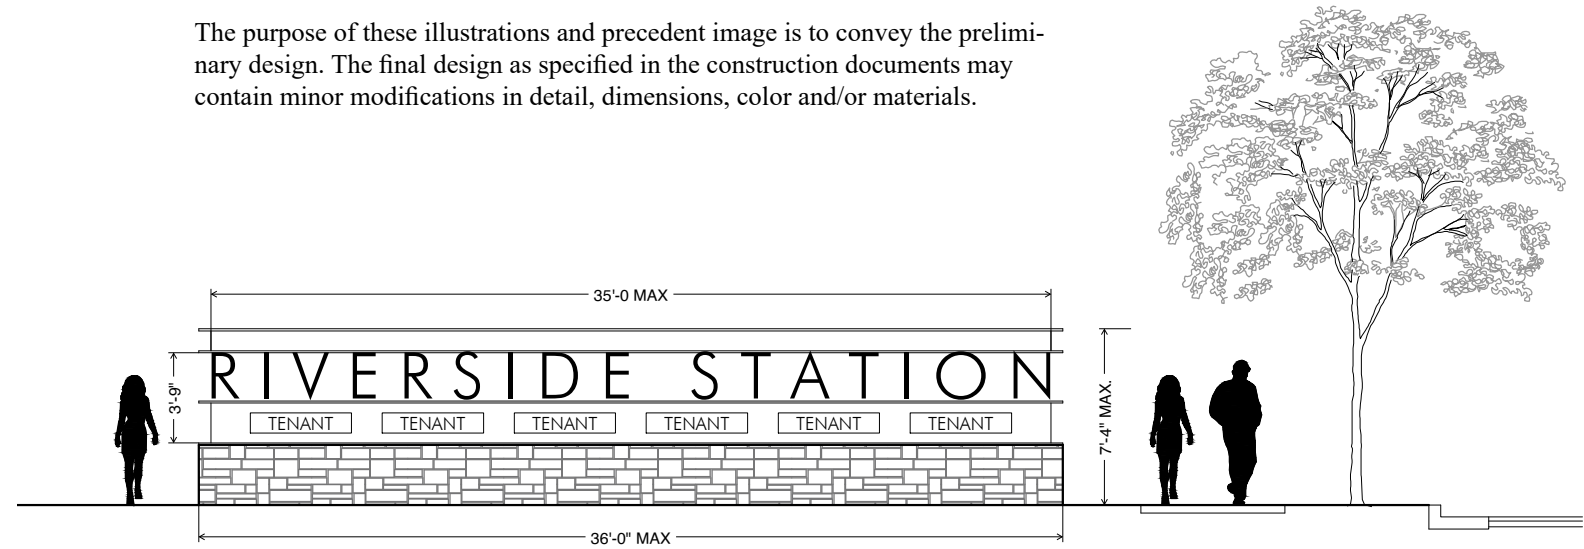 The purpose of these illustrations and precedent image is to convey the prelimi-
nary design. The final design as specified in the construction documents may
contain minor modifications in detail, dimensions, color and/or materials.
35'-0 MAX
RIVERSIDE STATION
3'-9"
TENANT TENANT TENANT TENANT TENANT TENANT
7'-4" MAX.
36'-0" MAX